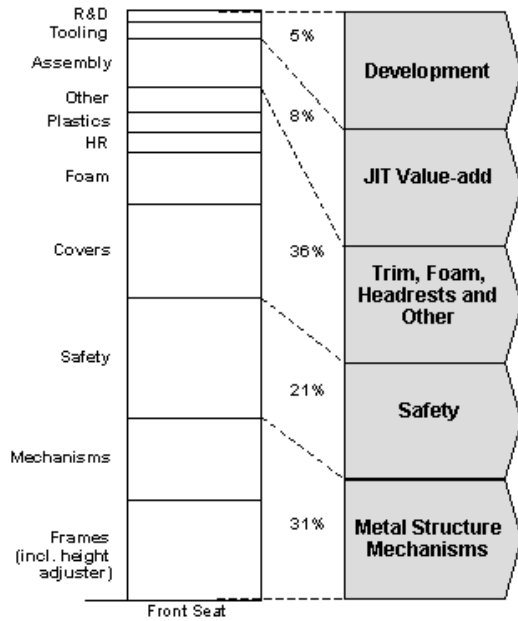 R&D
Tooling
Assembly
Other
Plastics
HR
Foam
Covers
Safety
Mechanisms
Frames
(incl. height
adjuster)
Front Seat
5%
8%
36%
21%
31%
Development
JIT Value-add
Trim, Foam,
Headrests and
Other
Safety
Metal Structure
Mechanisms